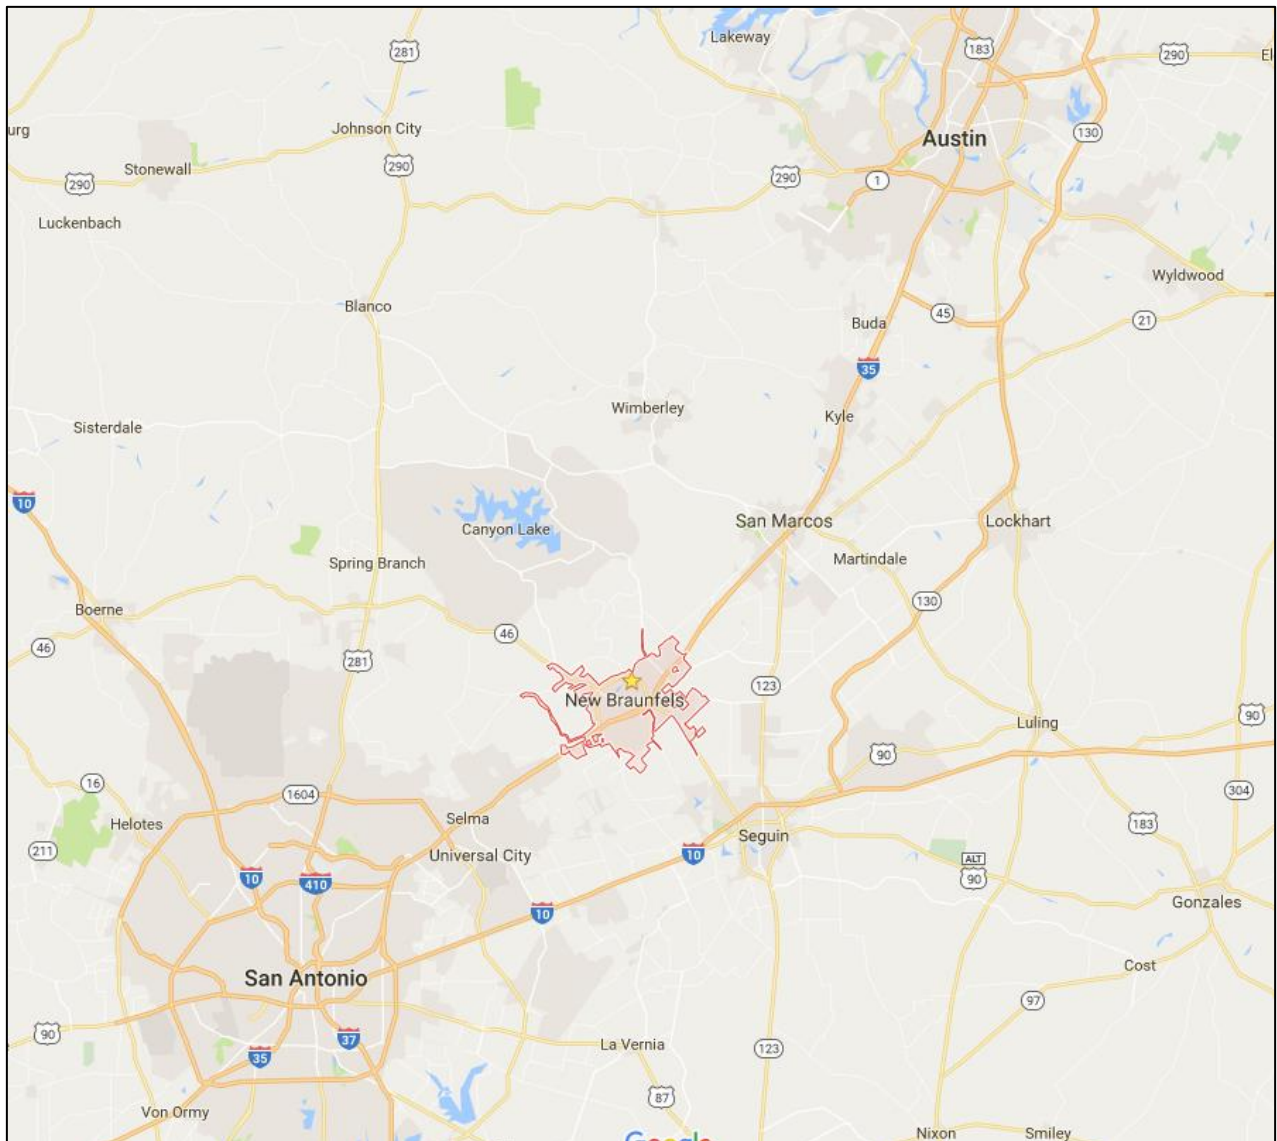 281
Lakeway
183
290
El
urg
Johnson City
Austin
130
Stonewall
290
290
290
1
Luckenbach
Wyldwood
Blanco
Buda
45
21
35
Wimberley
Kyle
Sisterdale
10
Canyon Lake
San Marcos
Lockhart
Spring Branch
Martindale
Boerne
130
46
46
281
123
New Braunfels
90
Luling
90
16
1604
304
Helotes
Selma
183
211
Universal City
10
Seguin
ALT
90
10
410
Gonzales
10
San Antonio
Cost
97
90
37
35
La Vernia
123
87
Von Ormy
Google
Nixon
Smiley